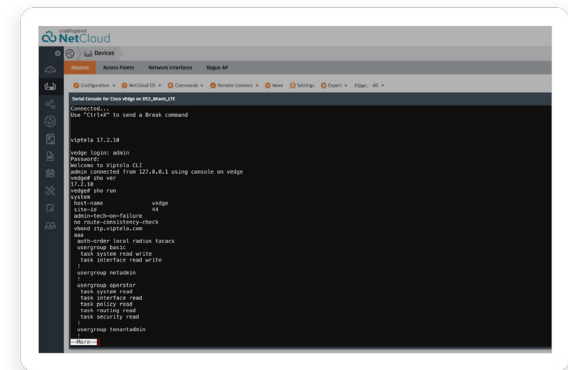 cradlepoint
NetCloud
Devices
Routers Access Points Network Interfaces Rogue AP
Configuration NetCloud OS Commands Remote Connect Move Settings Export Filter: All
Serial Console for Cisco vEdge on DS2_Miami_LTE
Connected...
Use "Ctrl+X" to send a Break command
viptela 17.2.10
vedge login: admin
Password:
Welcome to Viptela CLI
admin connected from 127.0.0.1 using console on vedge
vedge# sho ver
17.2.10
vedge# sho run
system
host-name vedge
site-id 44
admin-tech-on-failure
no route-consistency-check
vbond ztp.viptela.com
aaa
auth-order local radius tacacs
usergroup basic
task system read write
task interface read write
!
usergroup netadmin
!
usergroup operator
task system read
task interface read
task policy read
task routing read
task security read
!
usergroup tenantadmin
!
--More--